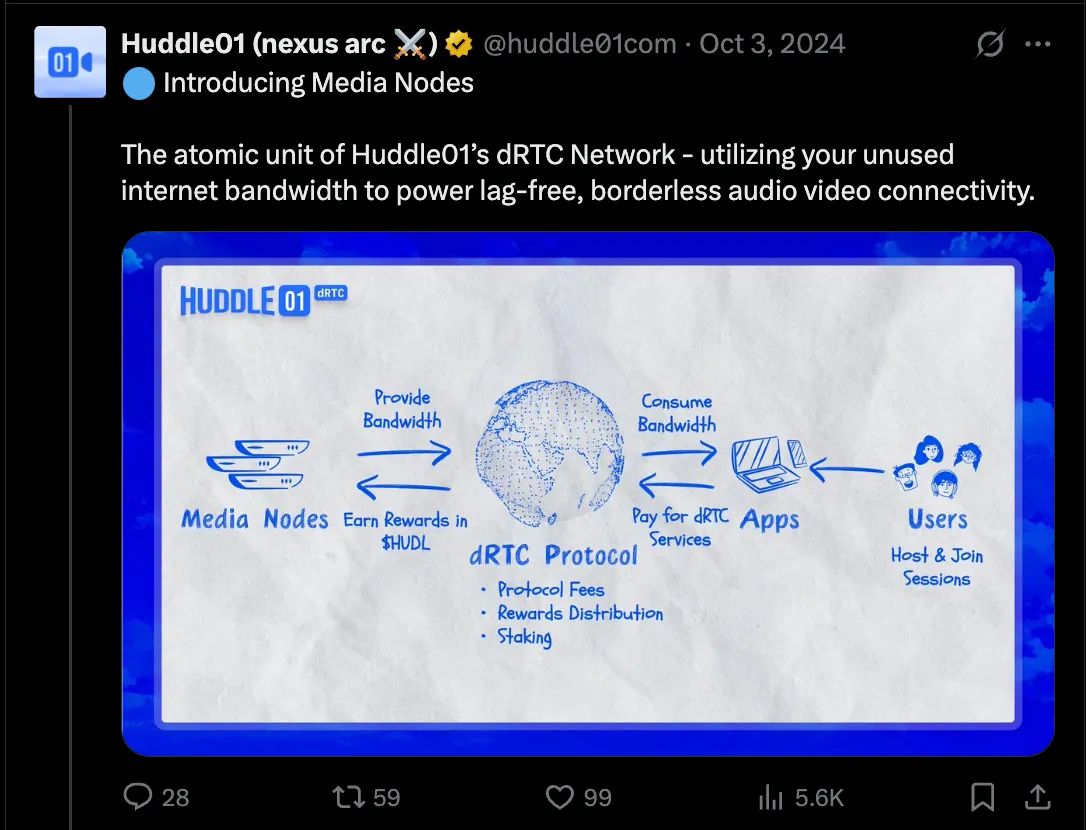 Huddle01 (nexus arc ⚔️) @huddle01com · Oct 3, 2024
🔵 Introducing Media Nodes
The atomic unit of Huddle01’s dRTC Network - utilizing your unused
internet bandwidth to power lag-free, borderless audio video connectivity.
HUDDLE 01 dRTC
Provide
Bandwidth
Earn Rewards in
$HUDL
Media Nodes
dRTC Protocol
· Protocol Fees
· Rewards Distribution
· Staking
Consume
Bandwidth
Pay for dRTC
Services
Apps
Users
Host & Join
Sessions
28 59 99 5.6K
01